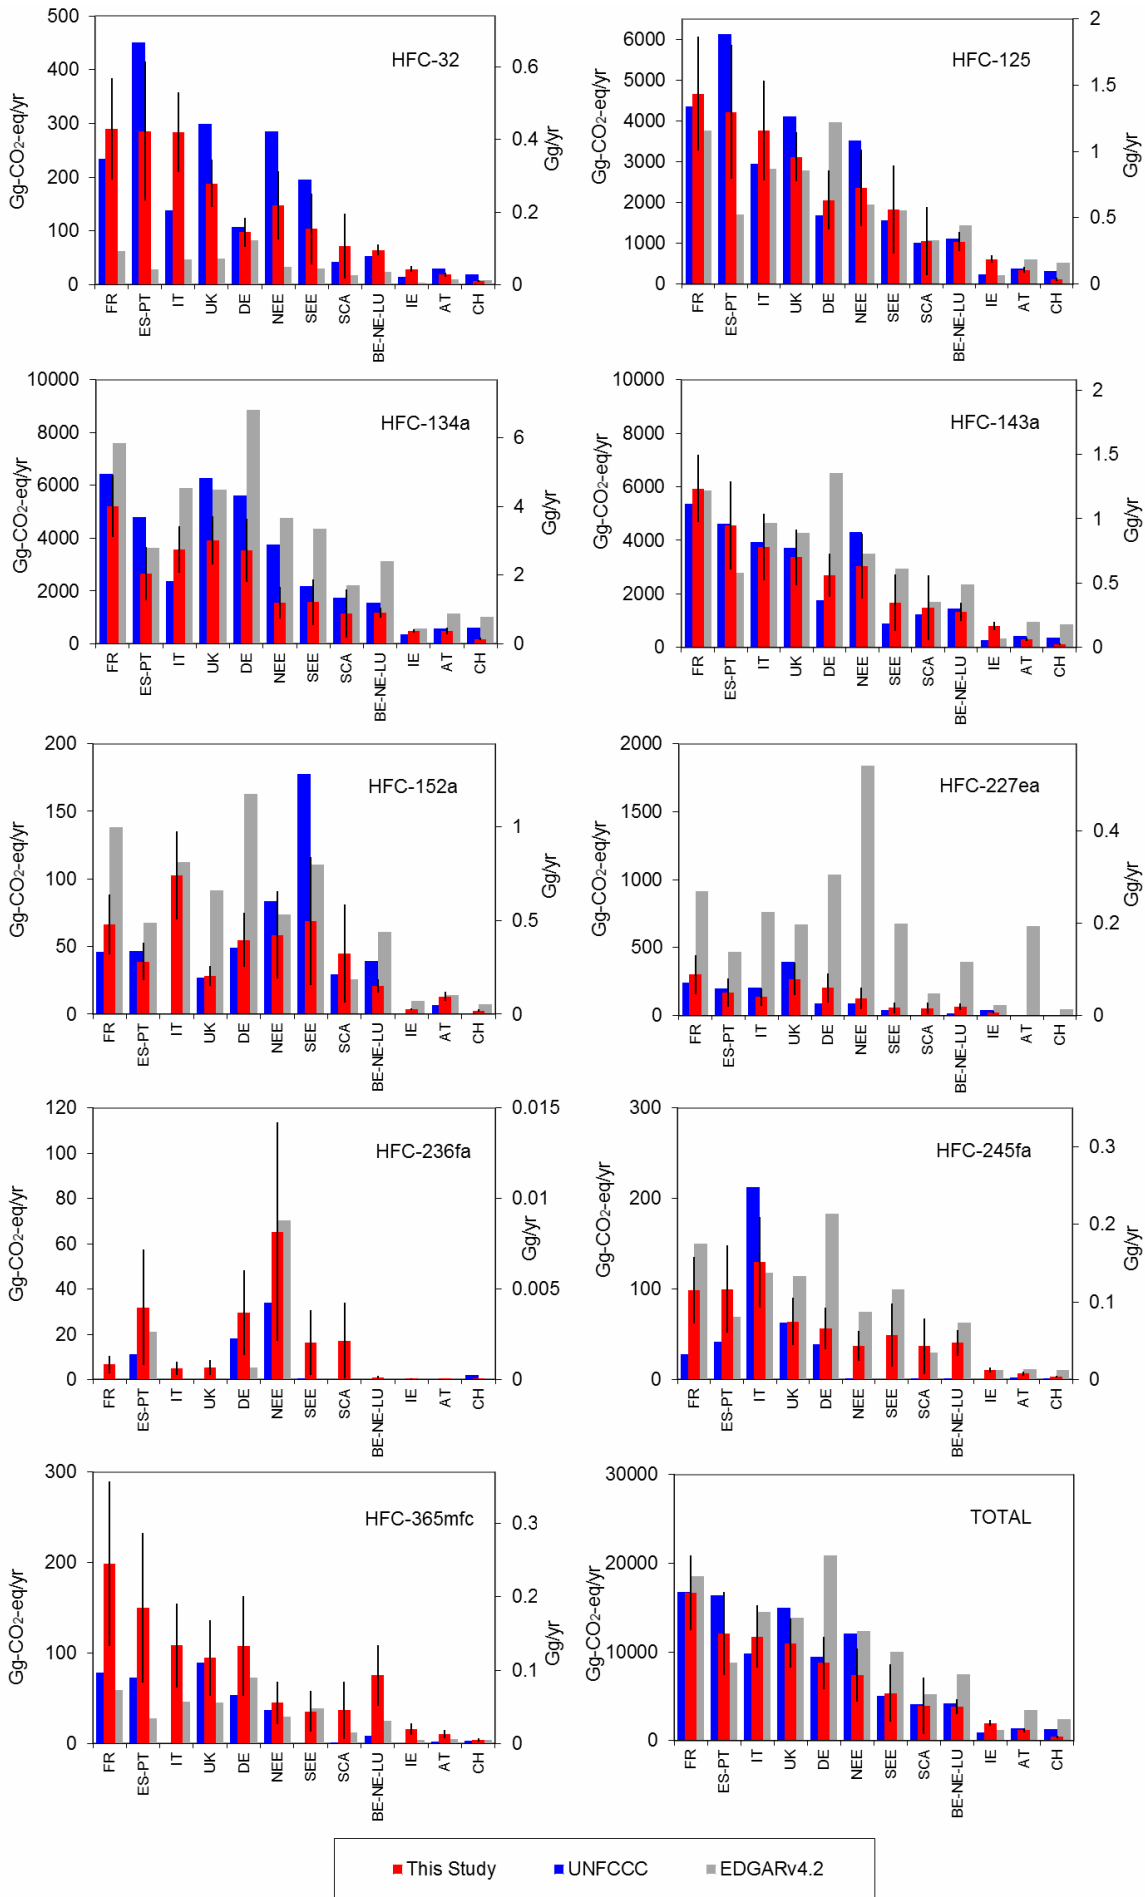 HFC-32
Gg-CO2-eq/yr
500
400
300
200
100
0
0.6
0.4
0.2
0
Gg/yr
FR ES-PT IT UK DE NEE SEE SCA BE-NE-LU IE AT CH
HFC-125
Gg-CO2-eq/yr
6000
5000
4000
3000
2000
1000
0
2
1.5
1
0.5
0
Gg/yr
FR ES-PT IT UK DE NEE SEE SCA BE-NE-LU IE AT CH
HFC-134a
Gg-CO2-eq/yr
10000
8000
6000
4000
2000
0
6
4
2
0
Gg/yr
FR ES-PT IT UK DE NEE SEE SCA BE-NE-LU IE AT CH
HFC-143a
Gg-CO2-eq/yr
10000
8000
6000
4000
2000
0
2
1.5
1
0.5
0
Gg/yr
FR ES-PT IT UK DE NEE SEE SCA BE-NE-LU IE AT CH
HFC-152a
Gg-CO2-eq/yr
200
150
100
50
0
1
0.5
0
Gg/yr
FR ES-PT IT UK DE NEE SEE SCA BE-NE-LU IE AT CH
HFC-227ea
Gg-CO2-eq/yr
2000
1500
1000
500
0
0.4
0.2
0
Gg/yr
FR ES-PT IT UK DE NEE SEE SCA BE-NE-LU IE AT CH
HFC-236fa
Gg-CO2-eq/yr
120
100
80
60
40
20
0
0.015
0.01
0.005
0
Gg/yr
FR ES-PT IT UK DE NEE SEE SCA BE-NE-LU IE AT CH
HFC-245fa
Gg-CO2-eq/yr
300
200
100
0
0.3
0.2
0.1
0
Gg/yr
FR ES-PT IT UK DE NEE SEE SCA BE-NE-LU IE AT CH
HFC-365mfc
Gg-CO2-eq/yr
300
200
100
0
0.3
0.2
0.1
0
Gg/yr
FR ES-PT IT UK DE NEE SEE SCA BE-NE-LU IE AT CH
TOTAL
Gg-CO2-eq/yr
30000
20000
10000
0
FR ES-PT IT UK DE NEE SEE SCA BE-NE-LU IE AT CH
This Study UNFCCC EDGARv4.2